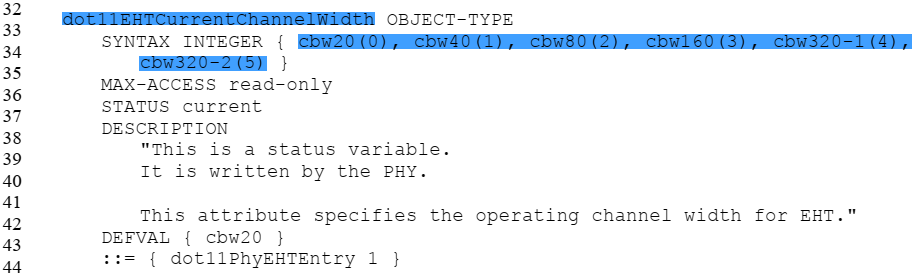 32
33 dot11EHTCurrentChannelWidth OBJECT-TYPE
34 SYNTAX INTEGER { cbw20(0), cbw40(1), cbw80(2), cbw160(3), cbw320-1(4),
35 cbw320-2(5) }
36 MAX-ACCESS read-only
37 STATUS current
38 DESCRIPTION
39 "This is a status variable.
40 It is written by the PHY.
41
42 This attribute specifies the operating channel width for EHT."
43 DEFVAL { cbw20 }
44 ::= { dot11PhyEHTEntry 1 }